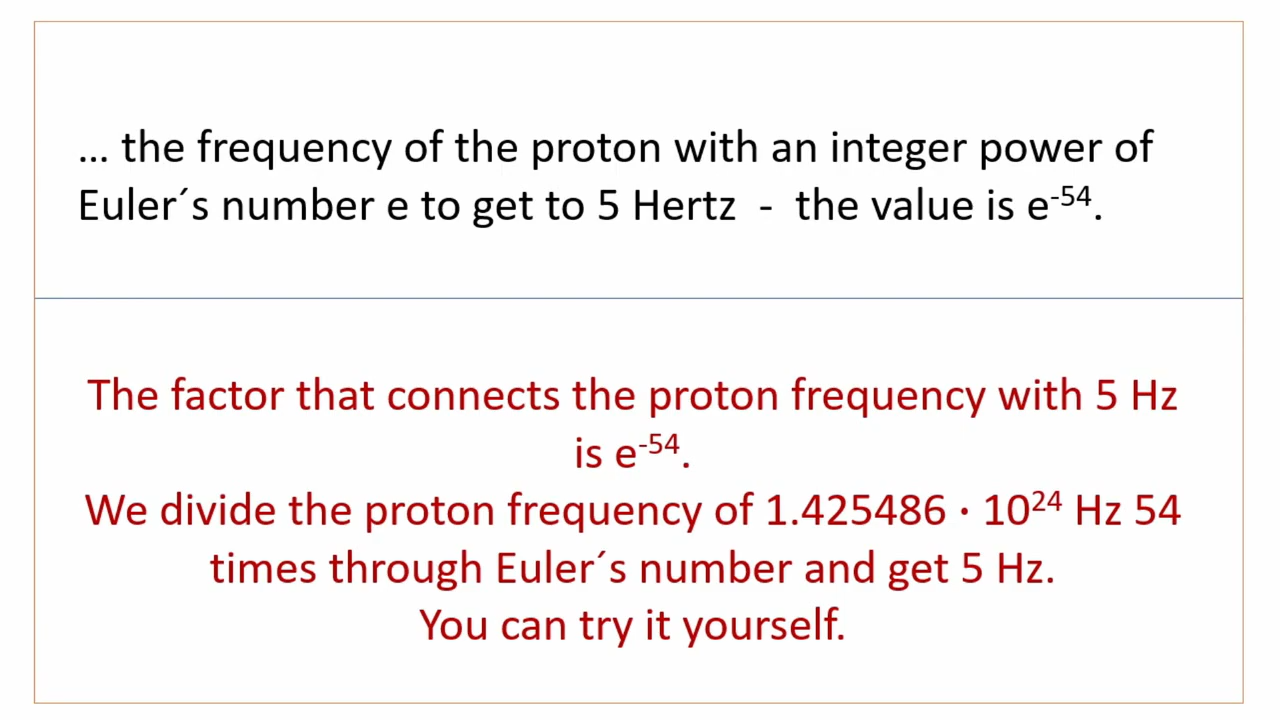 ... the frequency of the proton with an integer power of
Euler´s number e to get to 5 Hertz - the value is e⁻⁵⁴.
The factor that connects the proton frequency with 5 Hz
is e⁻⁵⁴.
We divide the proton frequency of 1.425486 · 10²⁴ Hz 54
times through Euler´s number and get 5 Hz.
You can try it yourself.